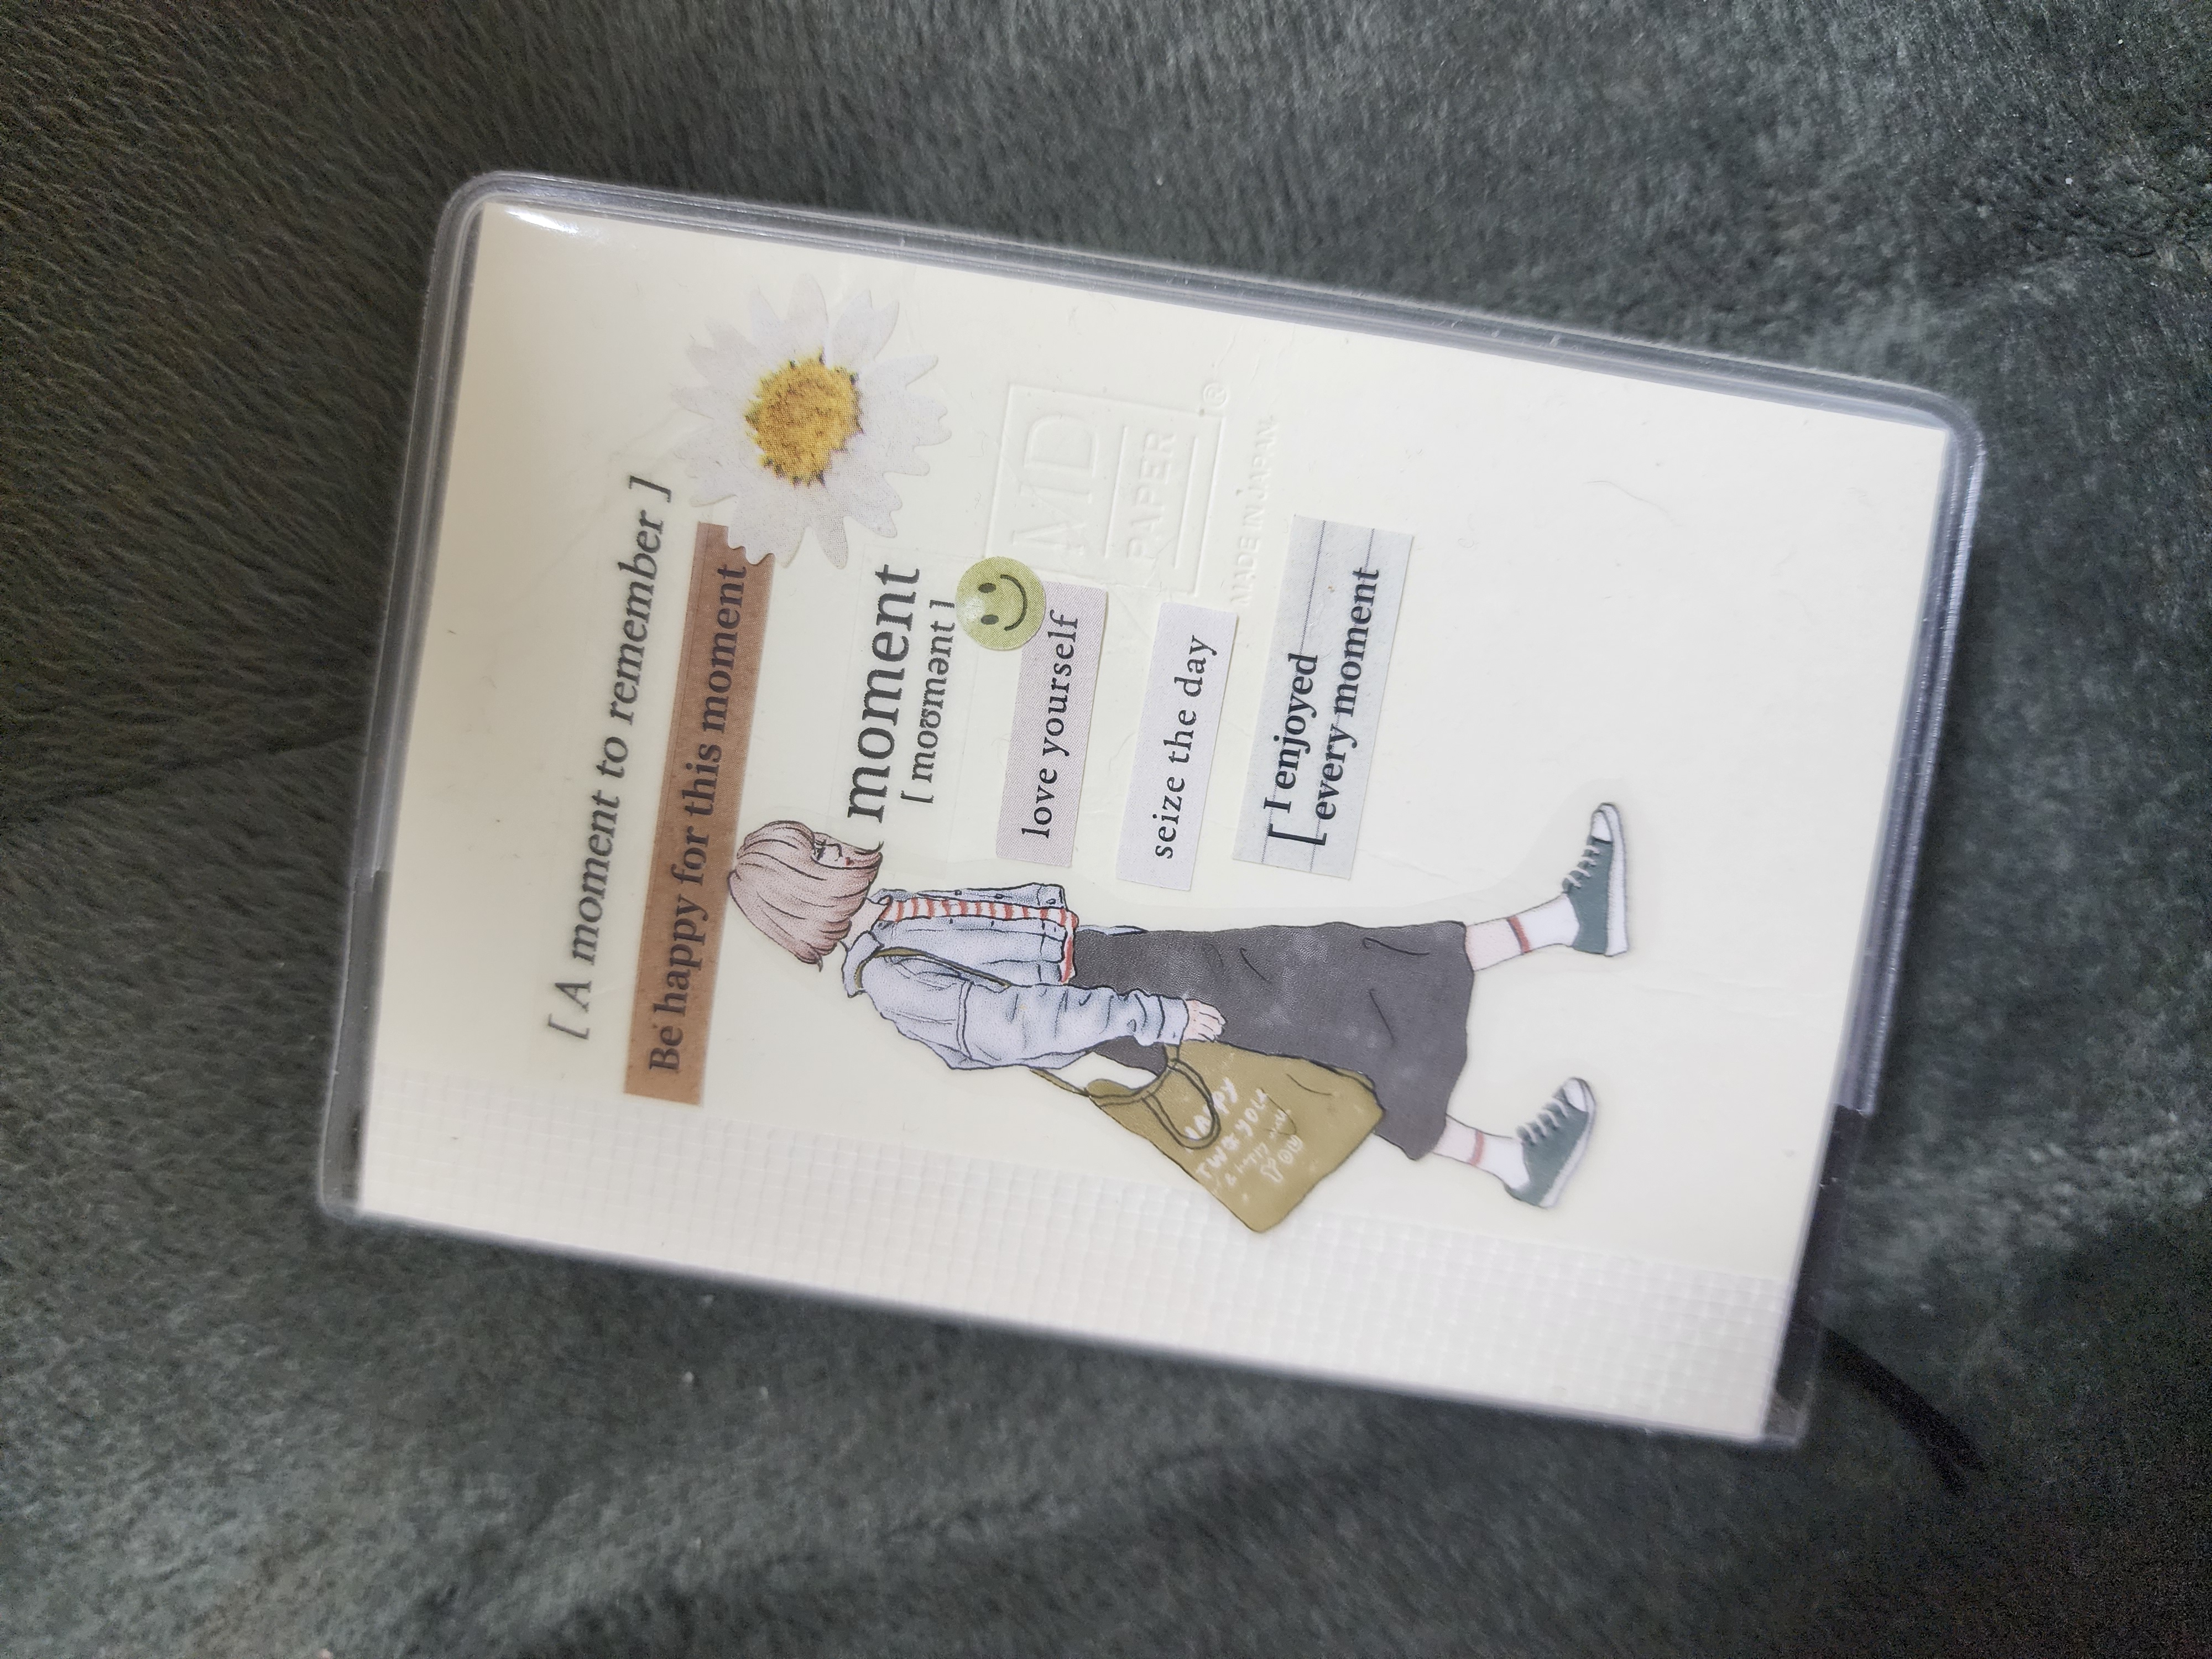 [ A moment to remember ]
Be happy for this moment
moment
[ moʊmənt ]
love yourself
seize the day
[ I enjoyed
[ every moment
MD
PAPER®
MADE IN JAPAN